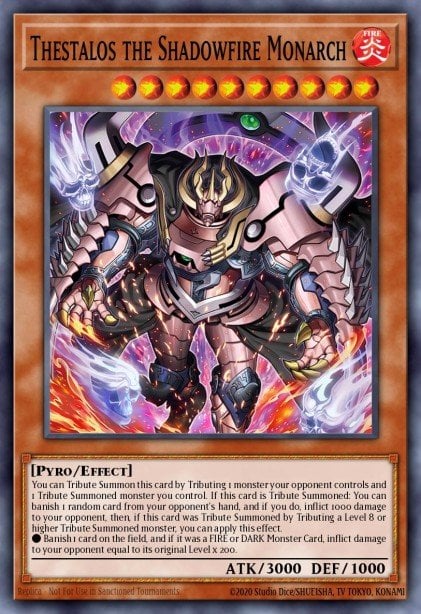 Thestalos the Shadowfire Monarch
FIRE
炎
[Pyro/Effect]
You can Tribute Summon this card by Tributing 1 monster your opponent controls and
1 Tribute Summoned monster you control. If this card is Tribute Summoned: You can
banish 1 random card from your opponent's hand, and if you do, inflict 1000 damage
to your opponent, then, if this card was Tribute Summoned by Tributing a Level 8 or
higher Tribute Summoned monster, you can apply this effect.
● Banish 1 card on the field, and if it was a FIRE or DARK Monster Card, inflict damage
to your opponent equal to its original Level x 200.
ATK/3000 DEF/1000
Replica - Not For Use in Sanctioned Tournaments
©2020 Studio Dice/SHUEISHA, TV TOKYO, KONAMI